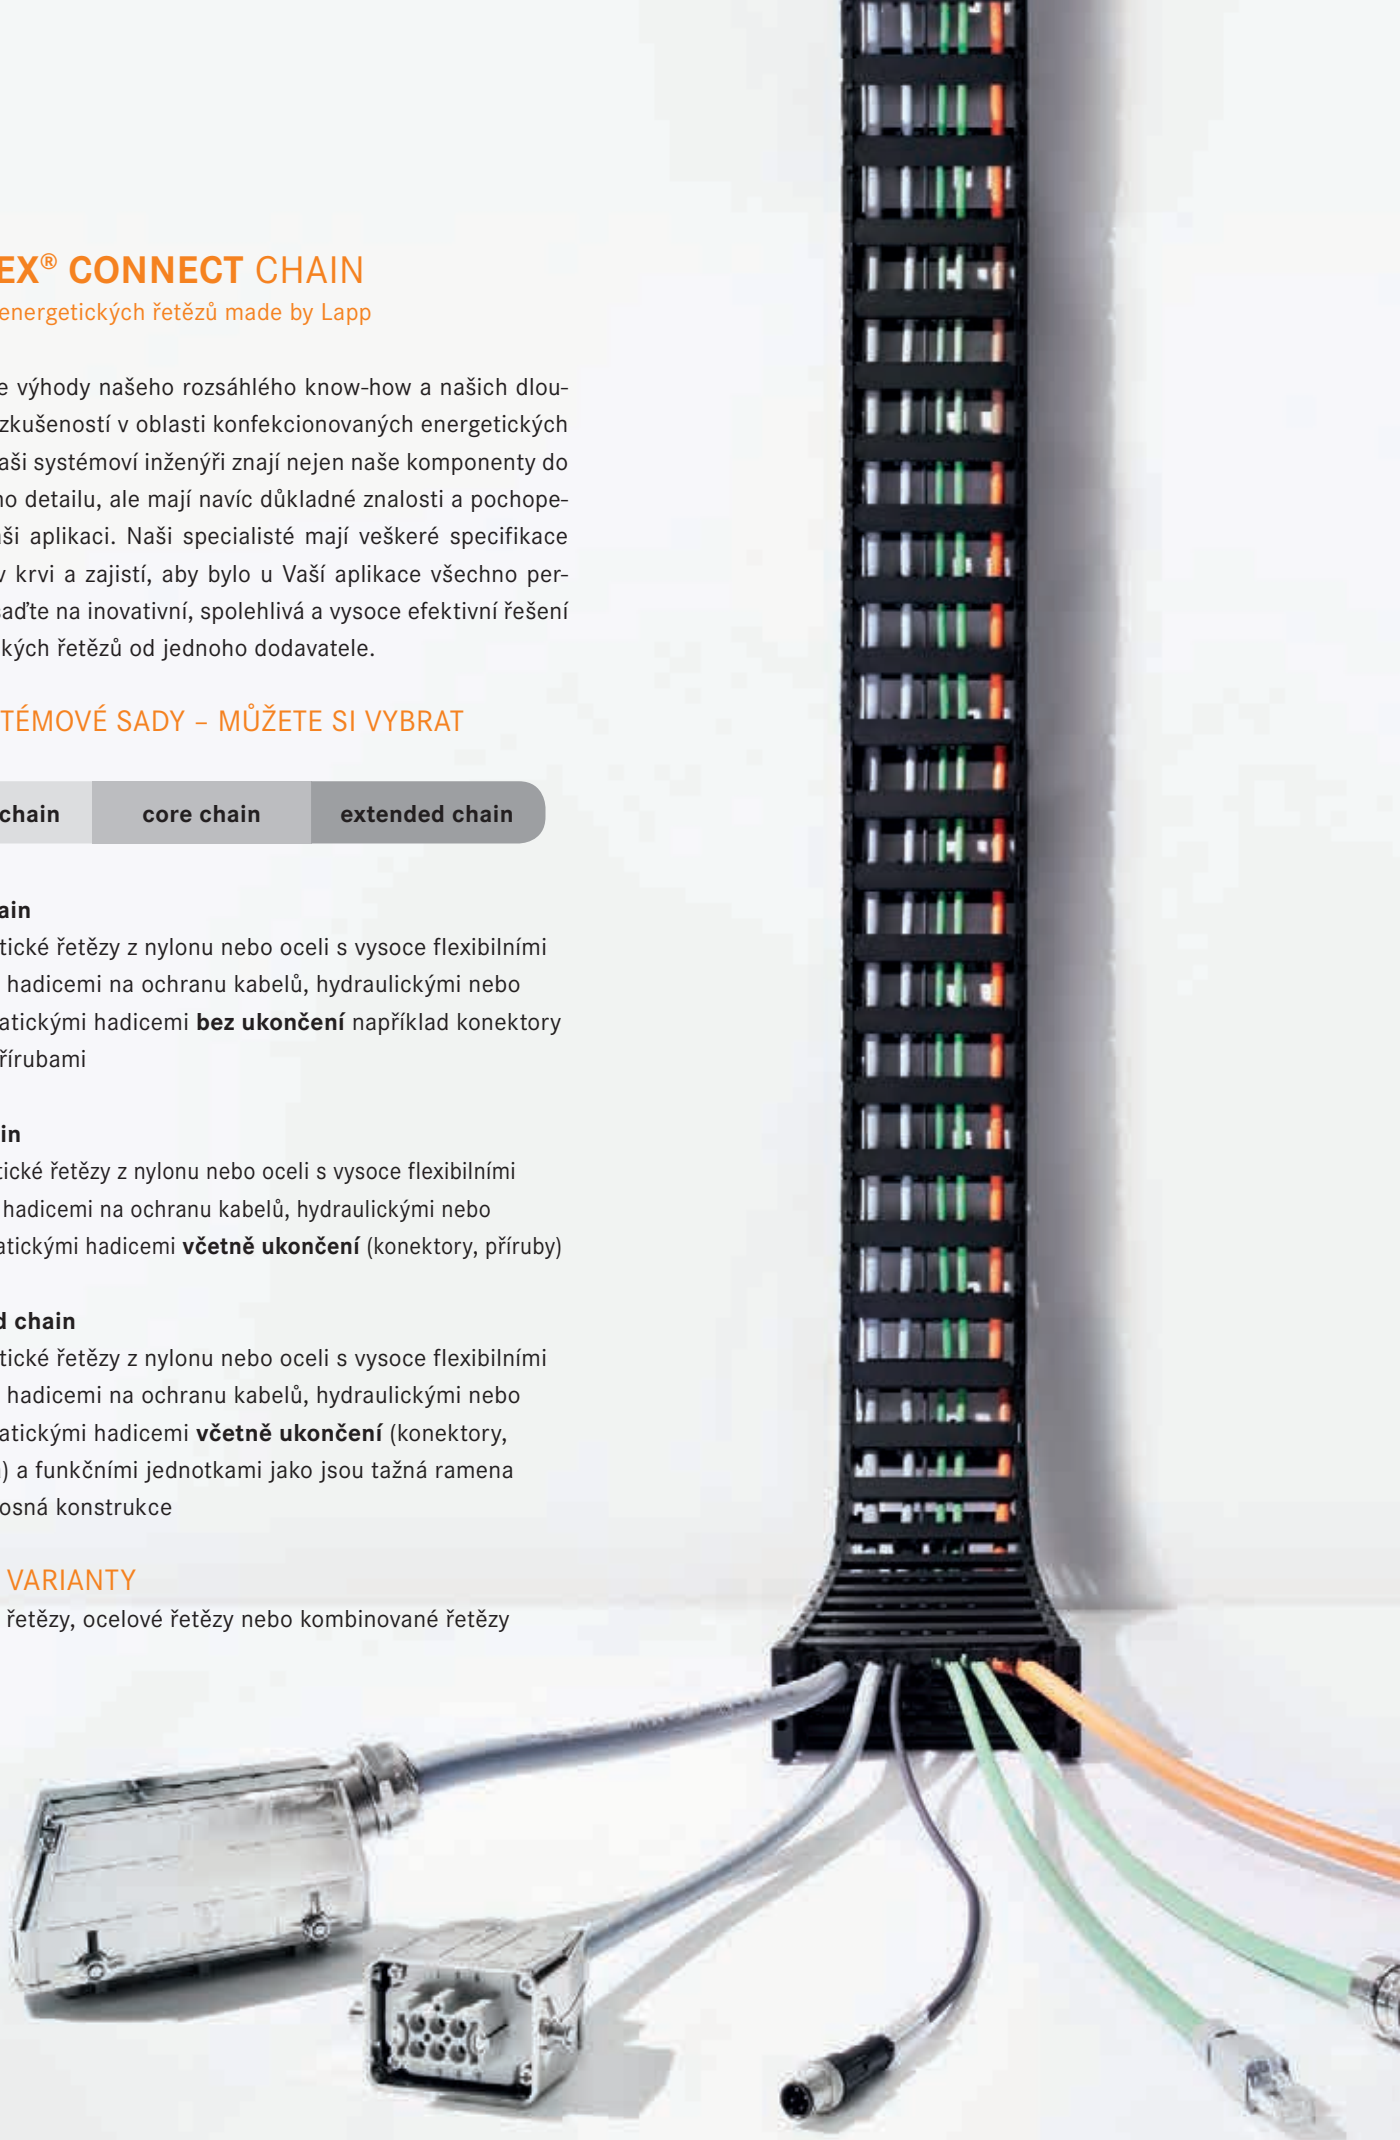 EX® CONNECT CHAIN
energetických řetězů made by Lapp
e výhody našeho rozsáhlého know-how a našich dlou-
zkušeností v oblasti konfekcionovaných energetických
aši systémoví inženýři znají nejen naše komponenty do
ho detailu, ale mají navíc důkladné znalosti a pochope-
aši aplikaci. Naši specialisté mají veškeré specifikace
v krvi a zajistí, aby bylo u Vaší aplikace všechno per-
saďte na inovativní, spolehlivá a vysoce efektivní řešení
kých řetězů od jednoho dodavatele.
TÉMOVÉ SADY – MŮŽETE SI VYBRAT
chain core chain extended chain
ain
tické řetězy z nylonu nebo oceli s vysoce flexibilními
hadicemi na ochranu kabelů, hydraulickými nebo
atickými hadicemi bez ukončení například konektory
řírubami
in
tické řetězy z nylonu nebo oceli s vysoce flexibilními
hadicemi na ochranu kabelů, hydraulickými nebo
atickými hadicemi včetně ukončení (konektory, příruby)
d chain
tické řetězy z nylonu nebo oceli s vysoce flexibilními
hadicemi na ochranu kabelů, hydraulickými nebo
atickými hadicemi včetně ukončení (konektory,
) a funkčními jednotkami jako jsou tažná ramena
osná konstrukce
VARIANTY
řetězy, ocelové řetězy nebo kombinované řetězy